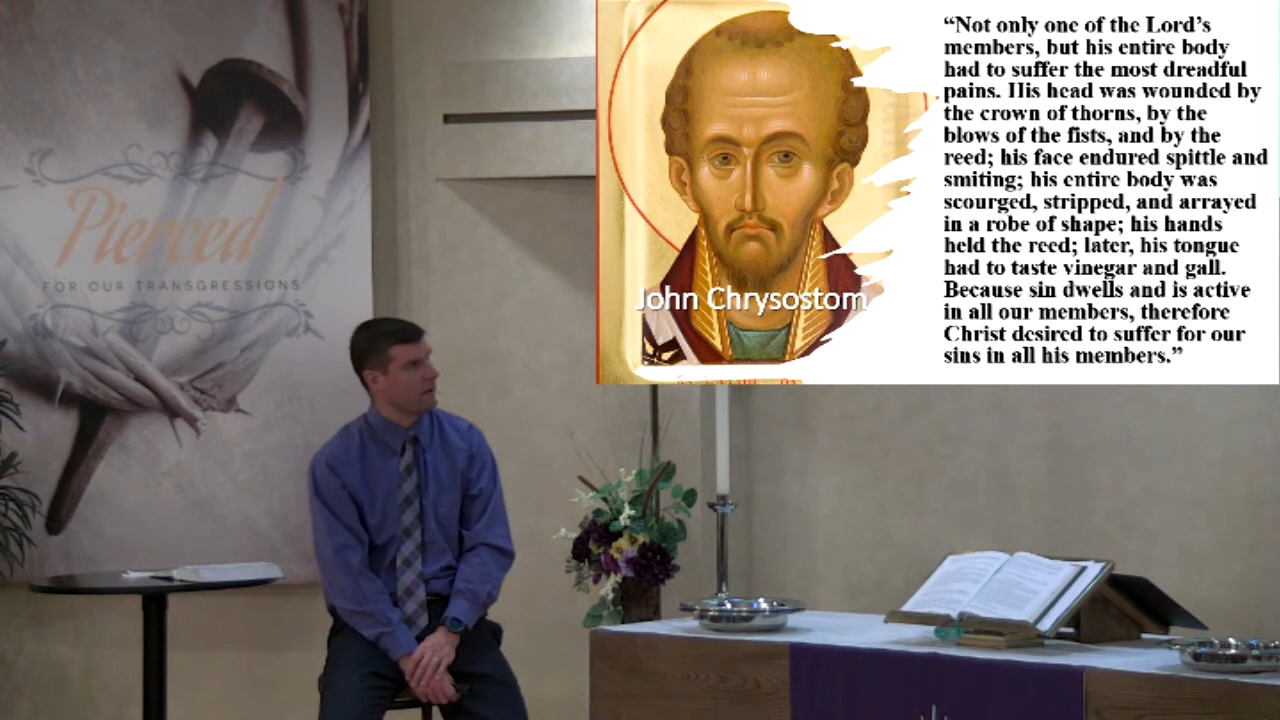 Pierced
FOR OUR TRANSGRESSIONS
John Chrysostom
“Not only one of the Lord’s
members, but his entire body
had to suffer the most dreadful
pains. His head was wounded by
the crown of thorns, by the
blows of the fists, and by the
reed; his face endured spittle and
smiting; his entire body was
scourged, stripped, and arrayed
in a robe of shape; his hands
held the reed; later, his tongue
had to taste vinegar and gall.
Because sin dwells and is active
in all our members, therefore
Christ desired to suffer for our
sins in all his members.”